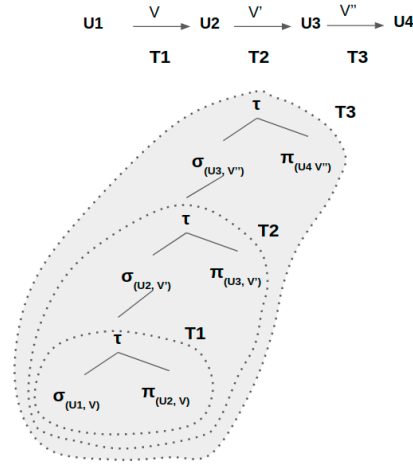 V V' V''
U1 U2 U3 U4
T1 T2 T3
τ T3
σ(U3, V'') π(U4 V'')
τ T2
σ(U2, V') π(U3, V')
T1
τ
σ(U1, V) π(U2, V)